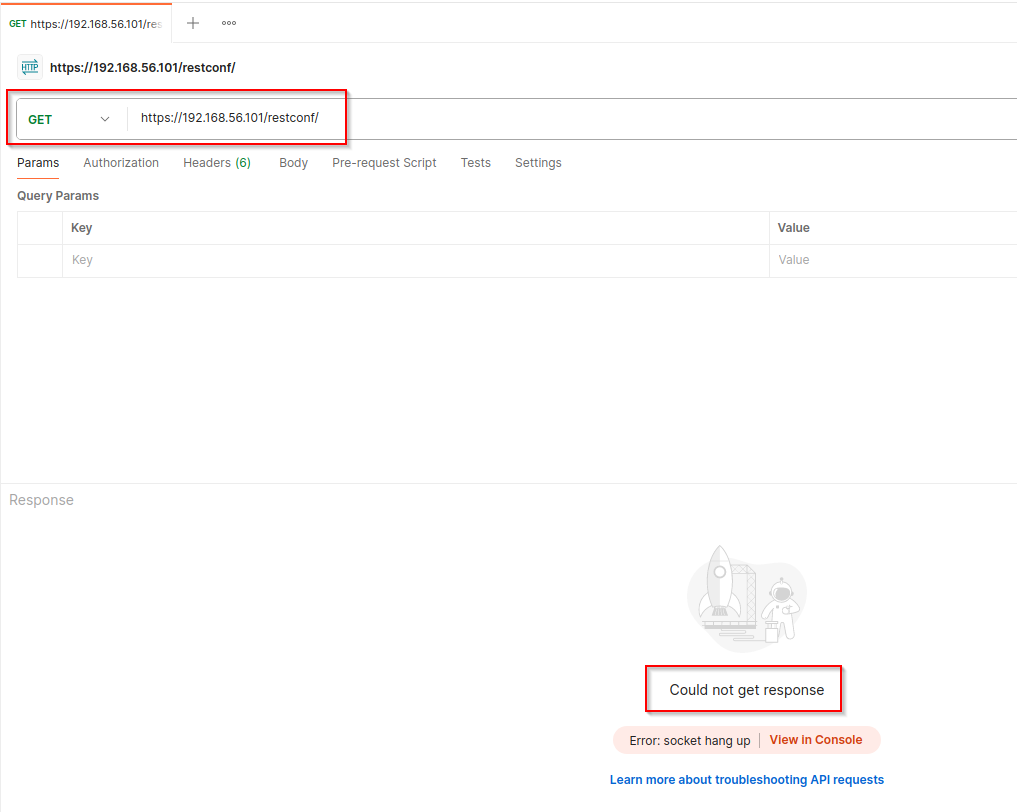 GET https://192.168.56.101/res
HTTP https://192.168.56.101/restconf/
GET https://192.168.56.101/restconf/
Params Authorization Headers (6) Body Pre-request Script Tests Settings
Query Params
Key Value
Key Value
Response
Could not get response
Error: socket hang up View in Console
Learn more about troubleshooting API requests